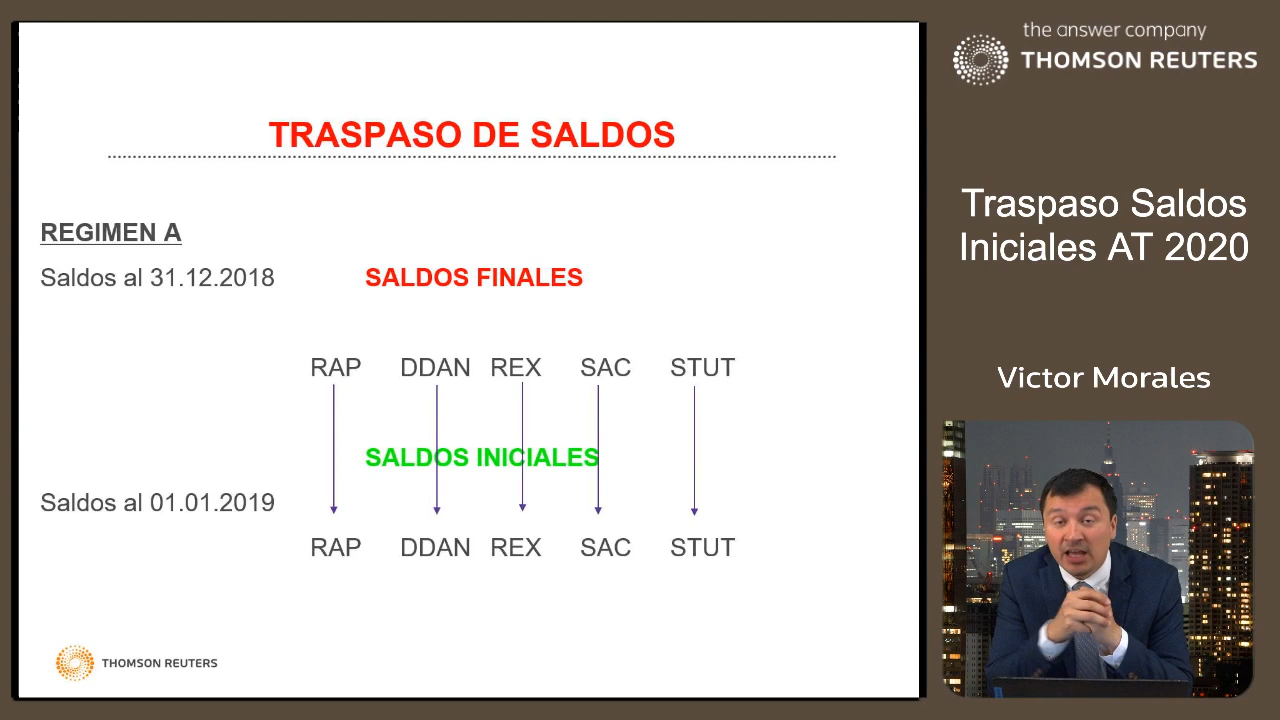 TRASPASO DE SALDOS
REGIMEN A
Saldos al 31.12.2018 SALDOS FINALES
RAP DDAN REX SAC STUT
SALDOS INICIALES
Saldos al 01.01.2019
RAP DDAN REX SAC STUT
THOMSON REUTERS
the answer company
THOMSON REUTERS
Traspaso Saldos
Iniciales AT 2020
Victor Morales